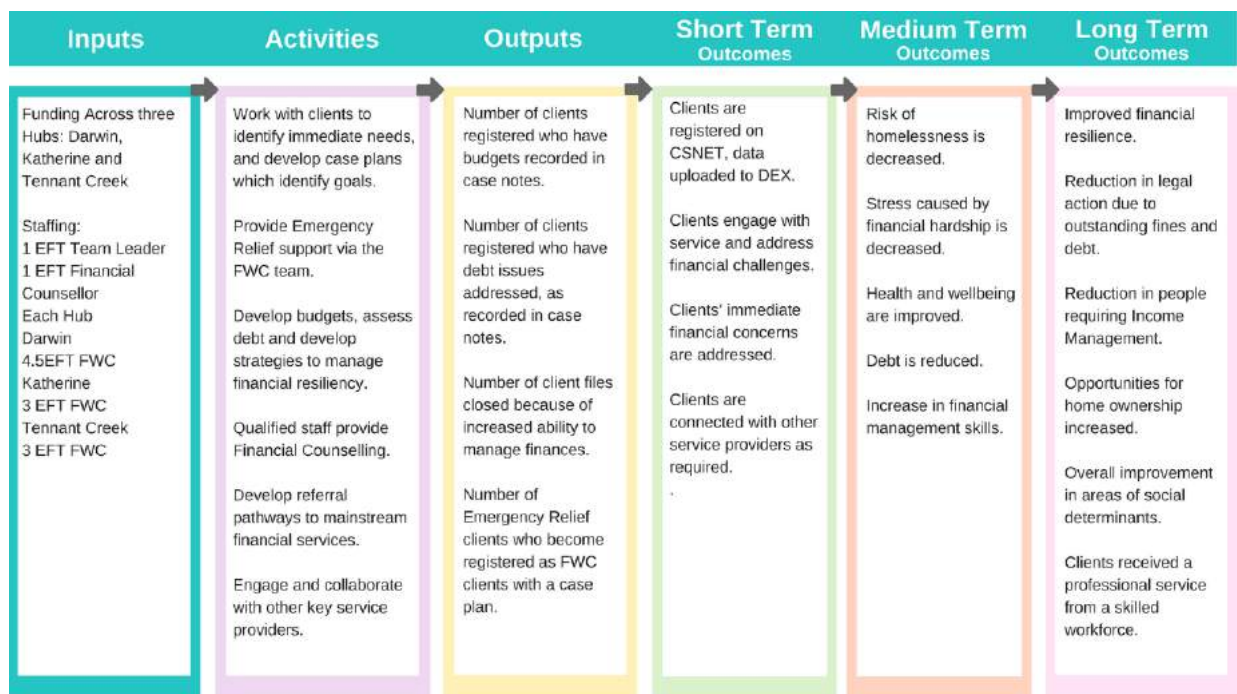 Inputs
Activities
Outputs
Short Term
Outcomes
Medium Term
Outcomes
Long Term
Outcomes
Funding Across three
Hubs: Darwin,
Katherine and
Tennant Creek
Staffing:
1 EFT Team Leader
1 EFT Financial
Counsellor
Each Hub
Darwin
4.5EFT FWC
Katherine
3 EFT FWC
Tennant Creek
3 EFT FWC
Work with clients to
identify immediate needs,
and develop case plans
which identify goals.
Provide Emergency
Relief support via the
FWC team.
Develop budgets, assess
debt and develop
strategies to manage
financial resiliency.
Qualified staff provide
Financial Counselling.
Develop referral
pathways to mainstream
financial services.
Engage and collaborate
with other key service
providers.
Number of clients
registered who have
budgets recorded in
case notes.
Number of clients
registered who have
debt issues
addressed, as
recorded in case
notes.
Number of client files
closed because of
increased ability to
manage finances.
Number of
Emergency Relief
clients who become
registered as FWC
clients with a case
plan.
Clients are
registered on
CSNET, data
uploaded to DEX.
Clients engage with
service and address
financial challenges.
Clients' immediate
financial concerns
are addressed.
Clients are
connected with other
service providers as
required.
.
Risk of
homelessness is
decreased.
Stress caused by
financial hardship is
decreased.
Health and wellbeing
are improved.
Debt is reduced.
Increase in financial
management skills.
Improved financial
resilience.
Reduction in legal
action due to
outstanding fines and
debt.
Reduction in people
requiring Income
Management.
Opportunities for
home ownership
increased.
Overall improvement
in areas of social
determinants.
Clients received a
professional service
from a skilled
workforce.